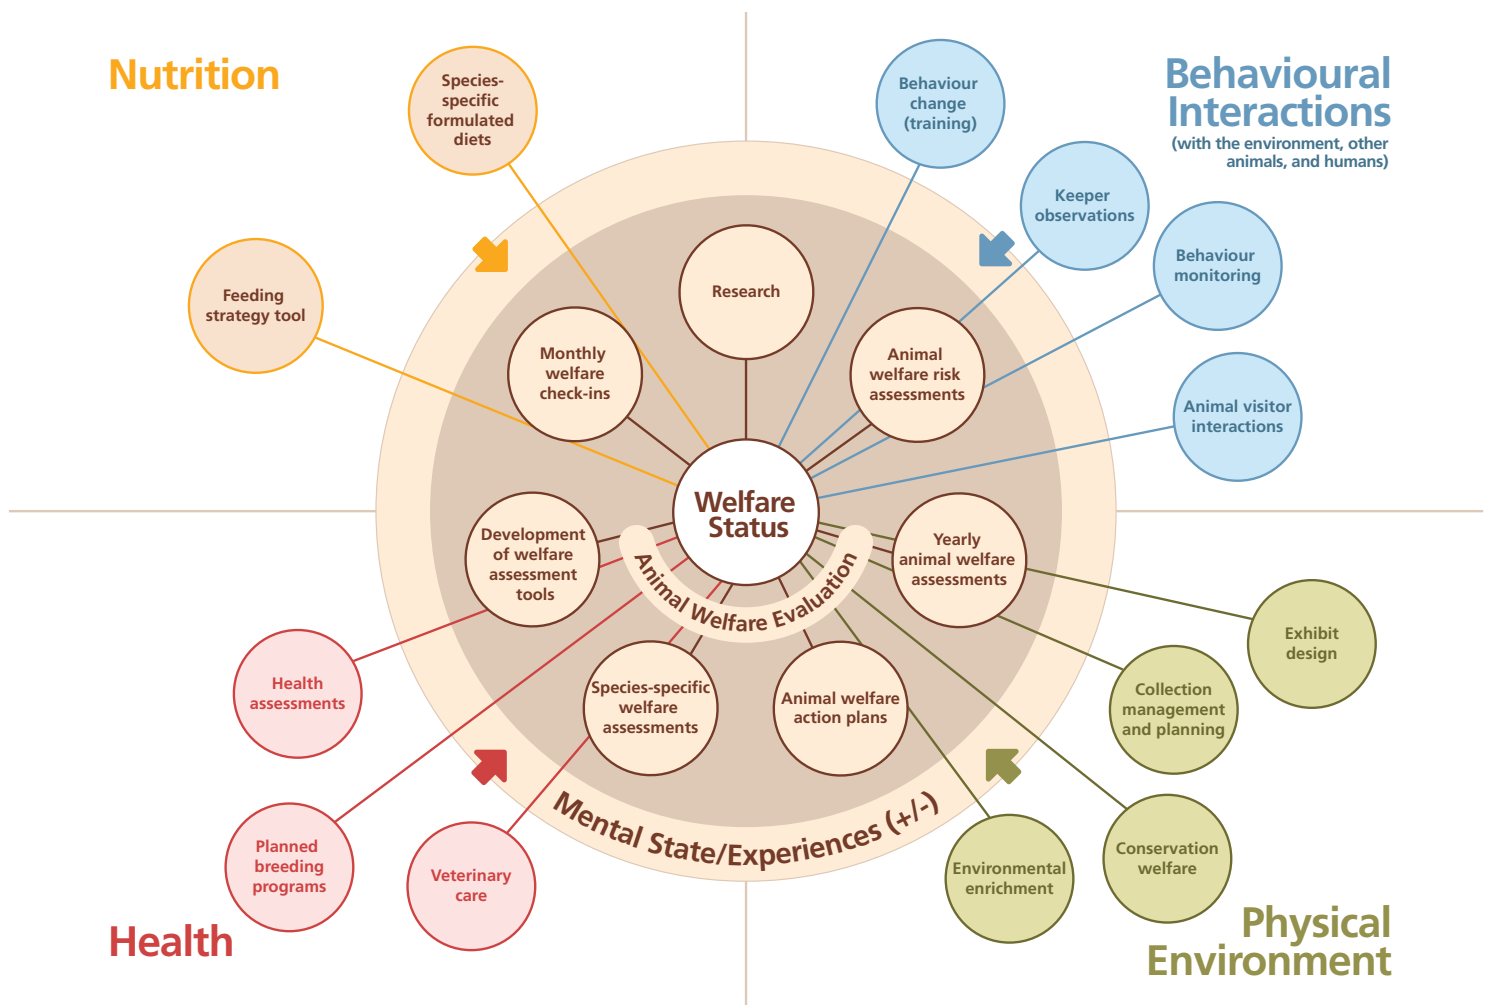 Nutrition
Species-
specific
formulated
diets
Feeding
strategy tool
Behavioural
Interactions
(with the environment, other
animals, and humans)
Behaviour
change
(training)
Keeper
observations
Behaviour
monitoring
Animal visitor
interactions
Research
Monthly
welfare
check-ins
Animal
welfare risk
assessments
Welfare
Status
Development
of welfare
assessment
tools
Yearly
animal welfare
assessments
Animal Welfare Evaluation
Species-specific
welfare
assessments
Animal welfare
action plans
Mental State/Experiences (+/-)
Health
assessments
Planned
breeding
programs
Veterinary
care
Health
Exhibit
design
Collection
management
and planning
Conservation
welfare
Environmental
enrichment
Physical
Environment